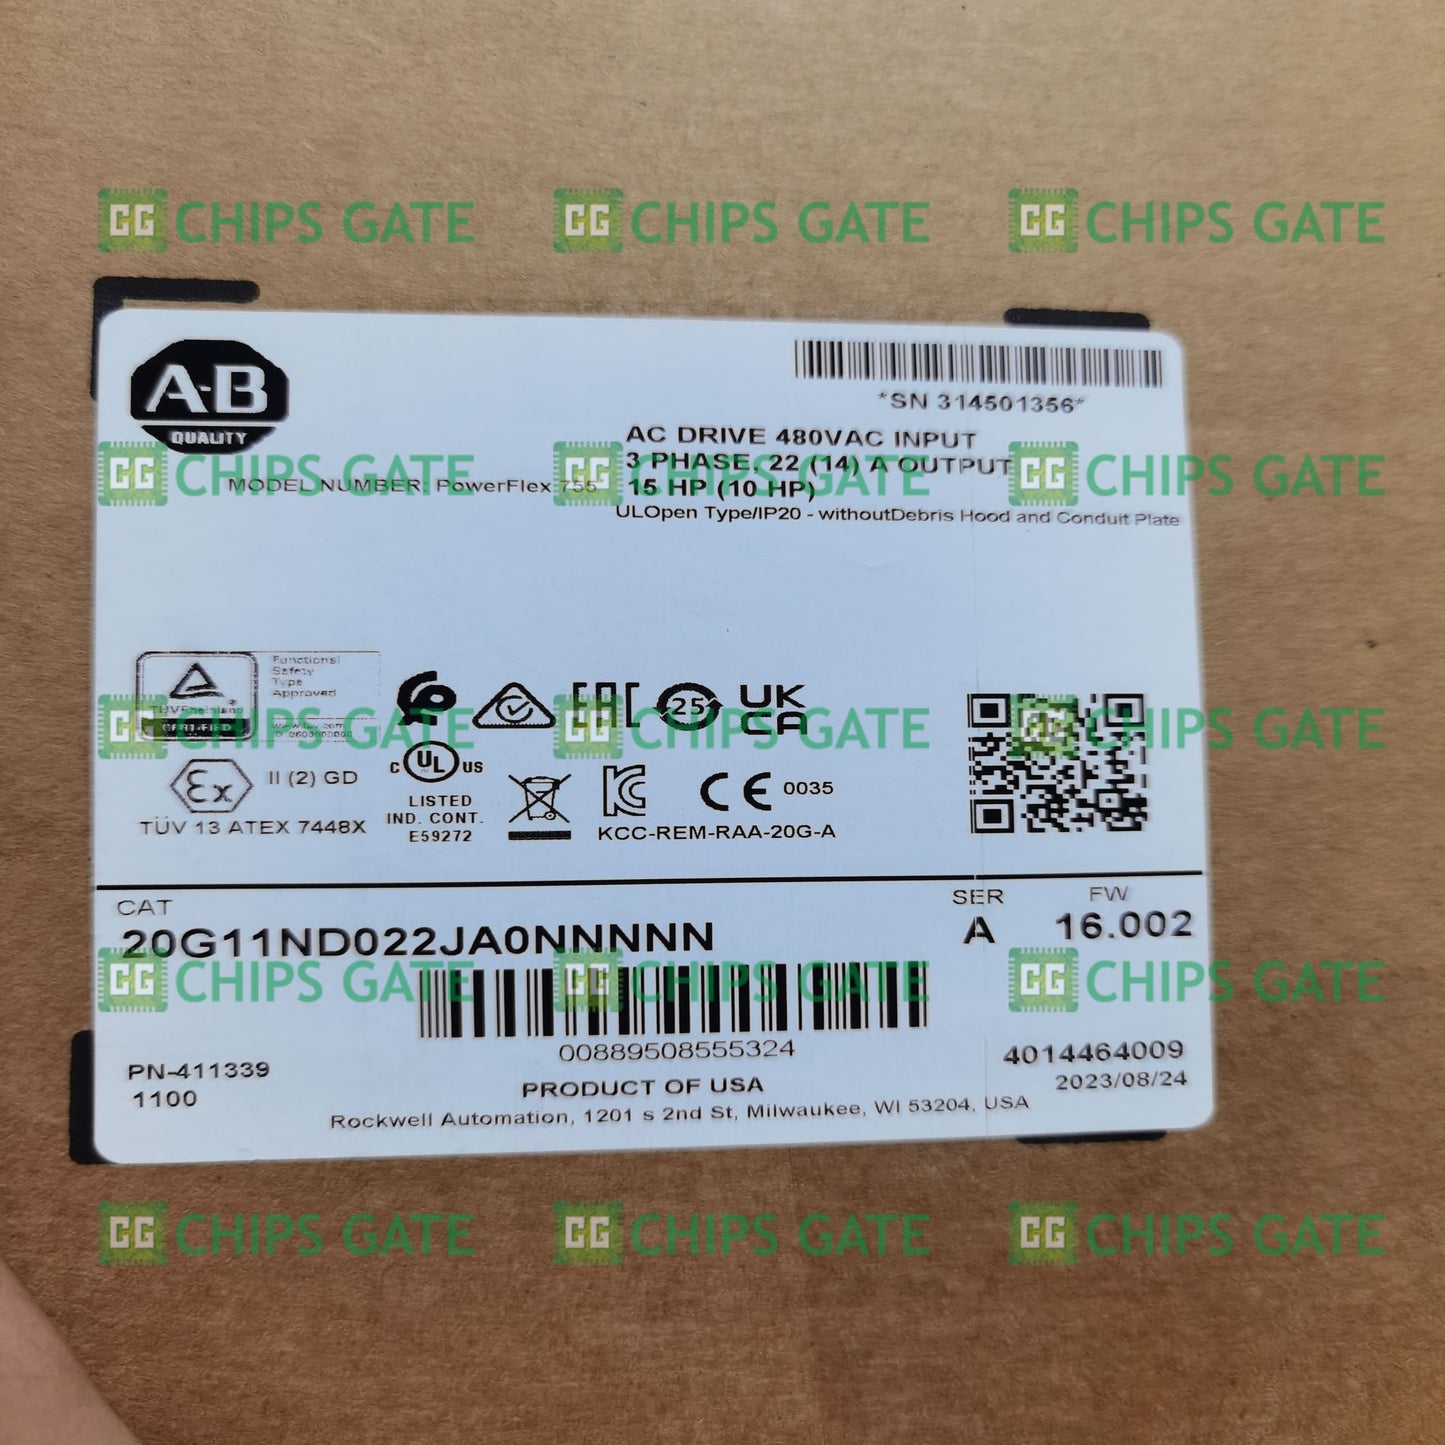 CG CHIPS GATE CG CHIPS GATE CG CHIPS GATE
A-B
QUALITY
*SN 314501356*
AC DRIVE 480VAC INPUT
3 PHASE, 22 (14) A OUTPUT
15 HP (10 HP)
ULOpen Type/IP20 - withoutDebris Hood and Conduit Plate
MODEL NUMBER: PowerFlex 755
CG CHIPS GATE CG CHIPS GATE CG CHIPS GATE
Functional
Safety
Type
Approved
TÜVRheinland
www.tuv.com
EAC
25
UK
CA
CG CHIPS GATE CG CHIPS GATE CG CHIPS GATE
Ex II (2) GD
TÜV 13 ATEX 7448X
C UL US
LISTED
IND. CONT.
E59272
KC
CE 0035
KCC-REM-RAA-20G-A
CAT
20G11ND022JA0NNNNN
SER
A
FW
16.002
CG CHIPS GATE CG CHIPS GATE CG CHIPS GATE
00889508555324
PN-411339
1100
4014464009
2023/08/24
PRODUCT OF USA
Rockwell Automation, 1201 s 2nd St, Milwaukee, WI 53204, USA
CG CHIPS GATE CG CHIPS GATE CG CHIPS GATE